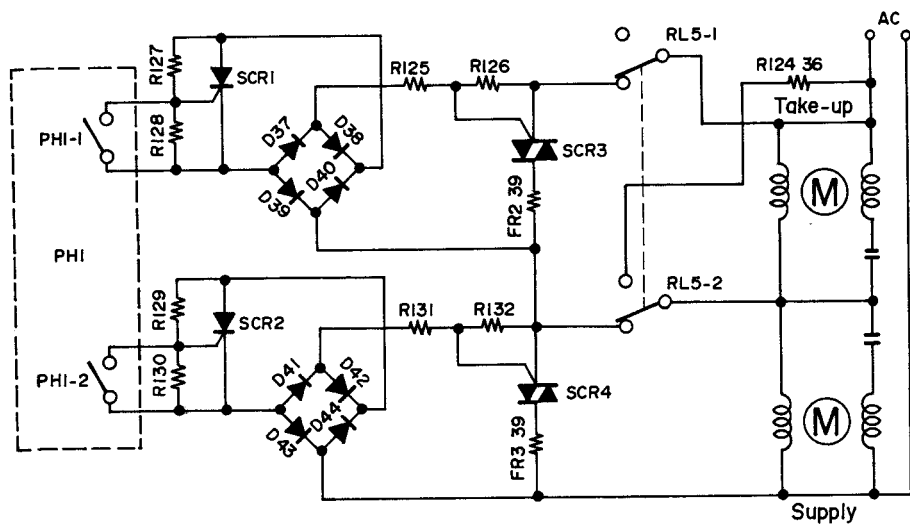 RL5-1
AC
R127
SCR1
R125
R126
R124 36
Take-up
PH1-1
R128
D37
D38
D40
D39
SCR3
M
FR2 39
PH1
RL5-2
R129
SCR2
R131
R132
PH1-2
R130
D41
D42
D44
D43
SCR4
M
FR3 39
Supply